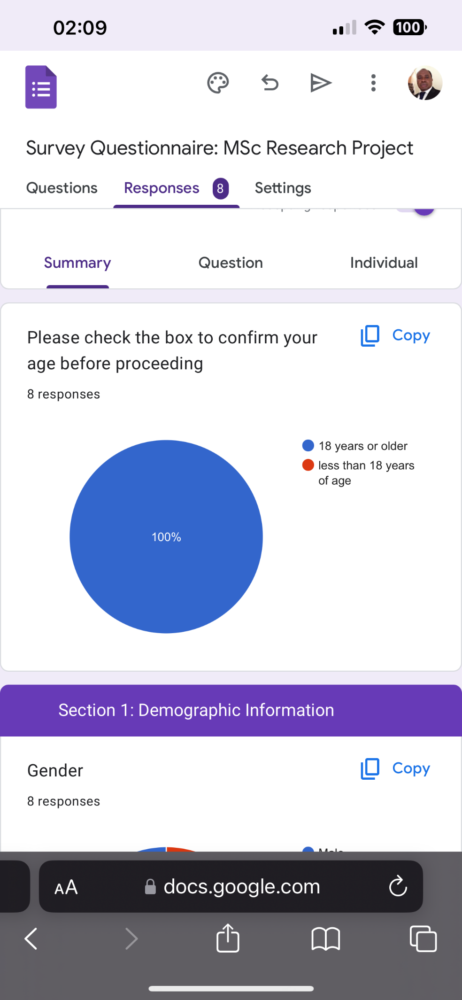 02:09
100
Survey Questionnaire: MSc Research Project
Questions Responses 8 Settings
Summary Question Individual
Please check the box to confirm your
age before proceeding
Copy
8 responses
18 years or older
less than 18 years
of age
100%
Section 1: Demographic Information
Gender
Copy
8 responses
AA docs.google.com